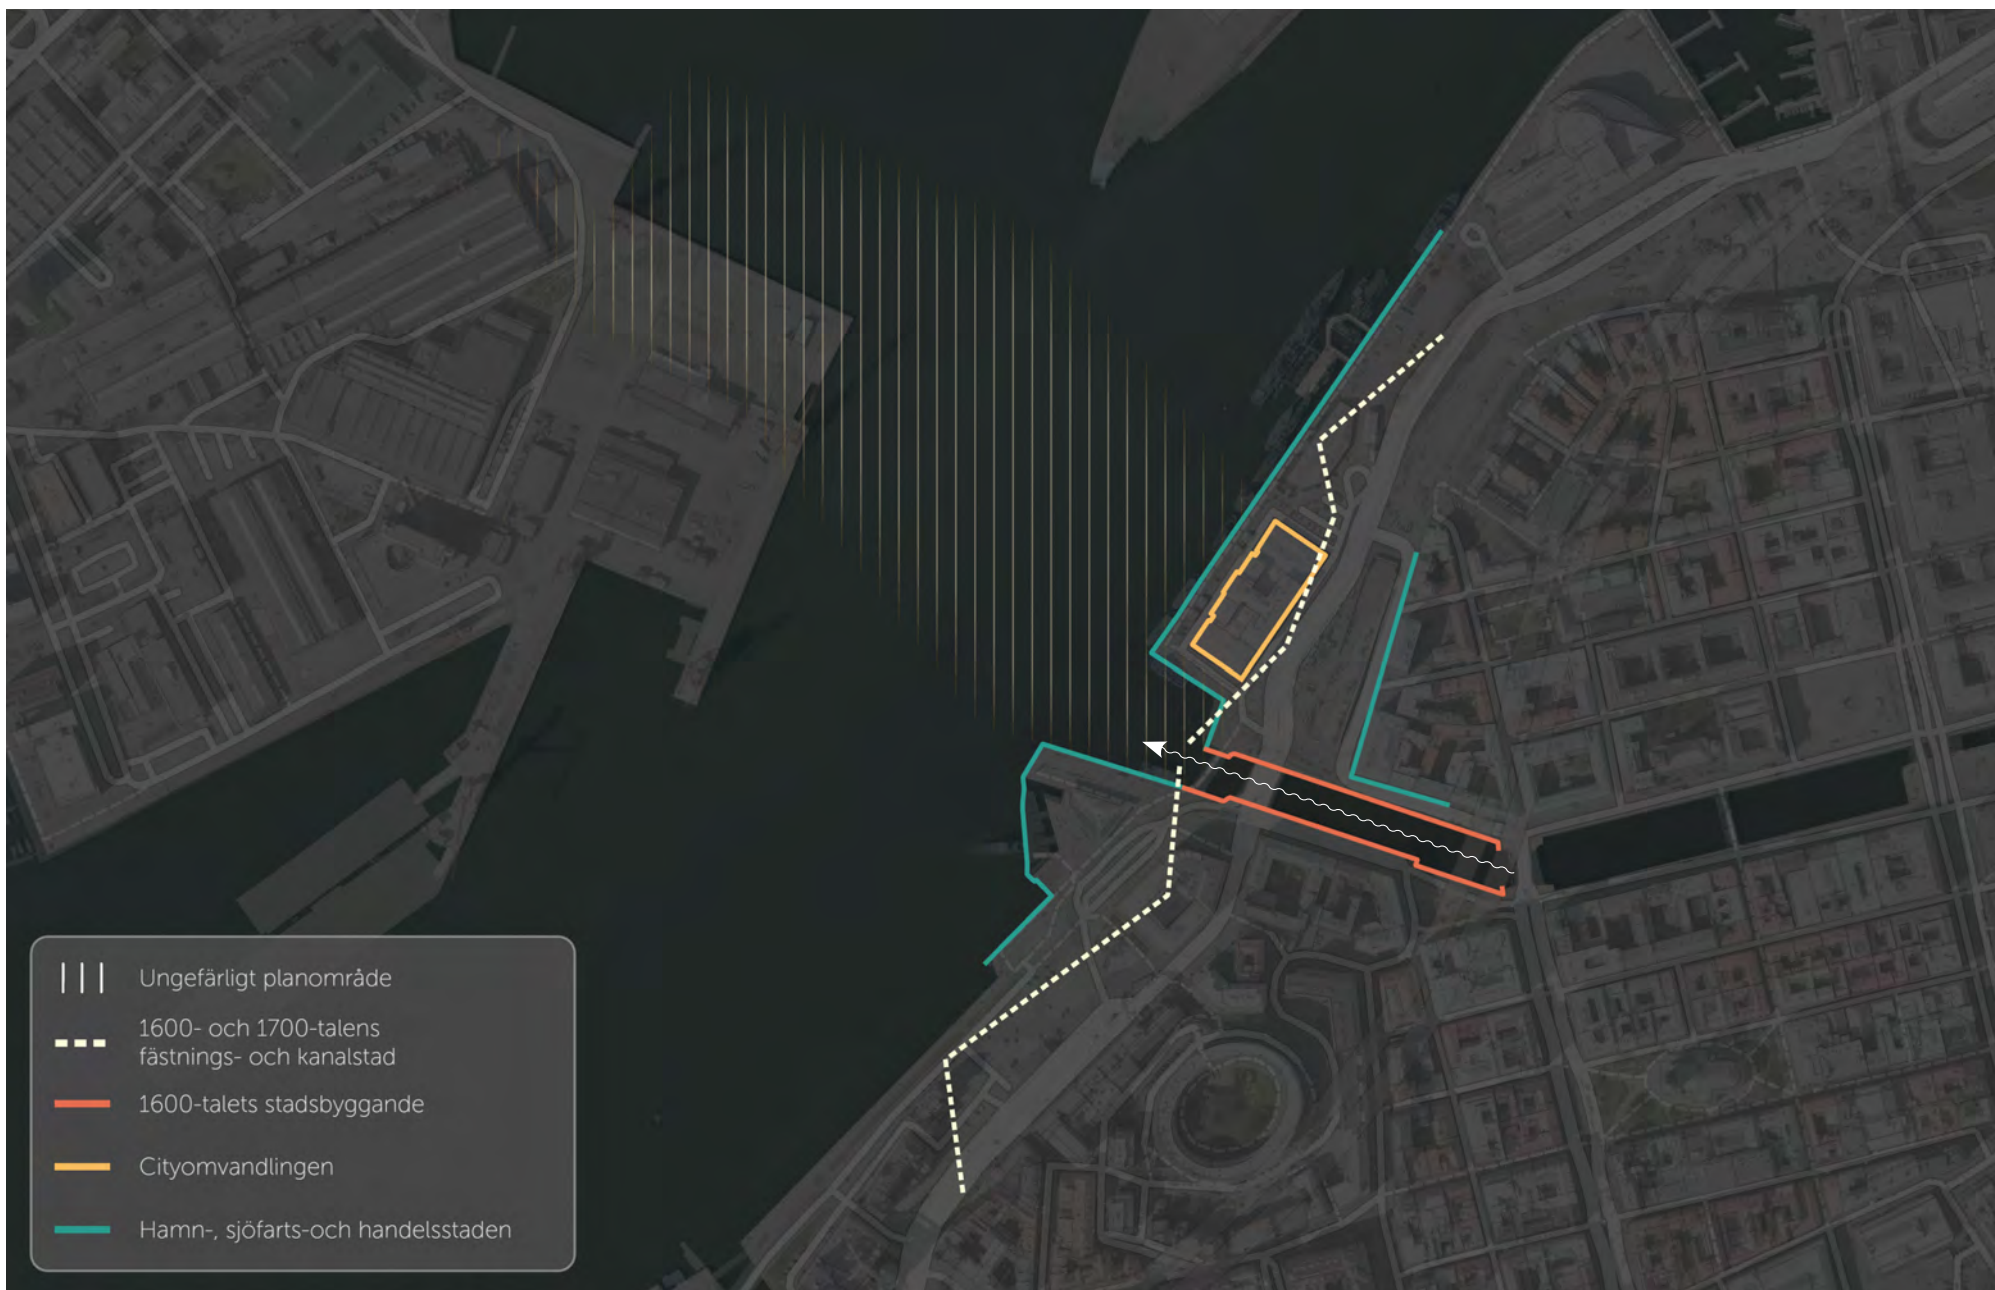 Ungefärligt planområde
1600- och 1700-talens
fästnings- och kanalstad
1600-talets stadsbyggande
Cityomvandlingen
Hamn-, sjöfarts-och handelsstaden